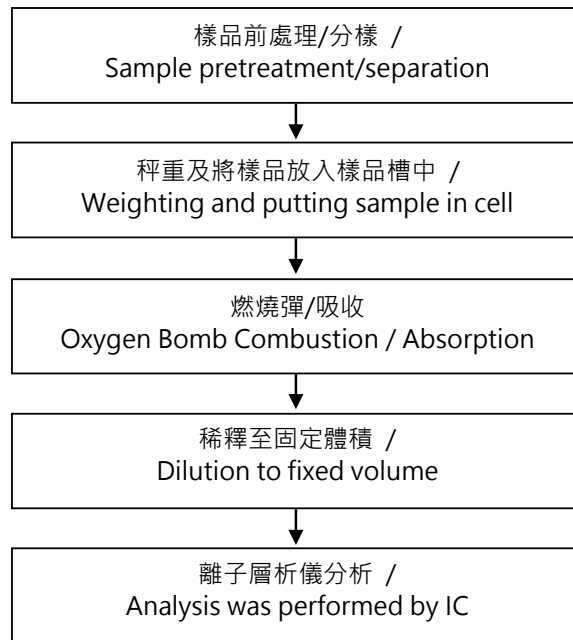 樣品前處理/分樣 /
Sample pretreatment/separation
秤重及將樣品放入樣品槽中 /
Weighting and putting sample in cell
燃燒彈/吸收
Oxygen Bomb Combustion / Absorption
稀釋至固定體積 /
Dilution to fixed volume
離子層析儀分析 /
Analysis was performed by IC